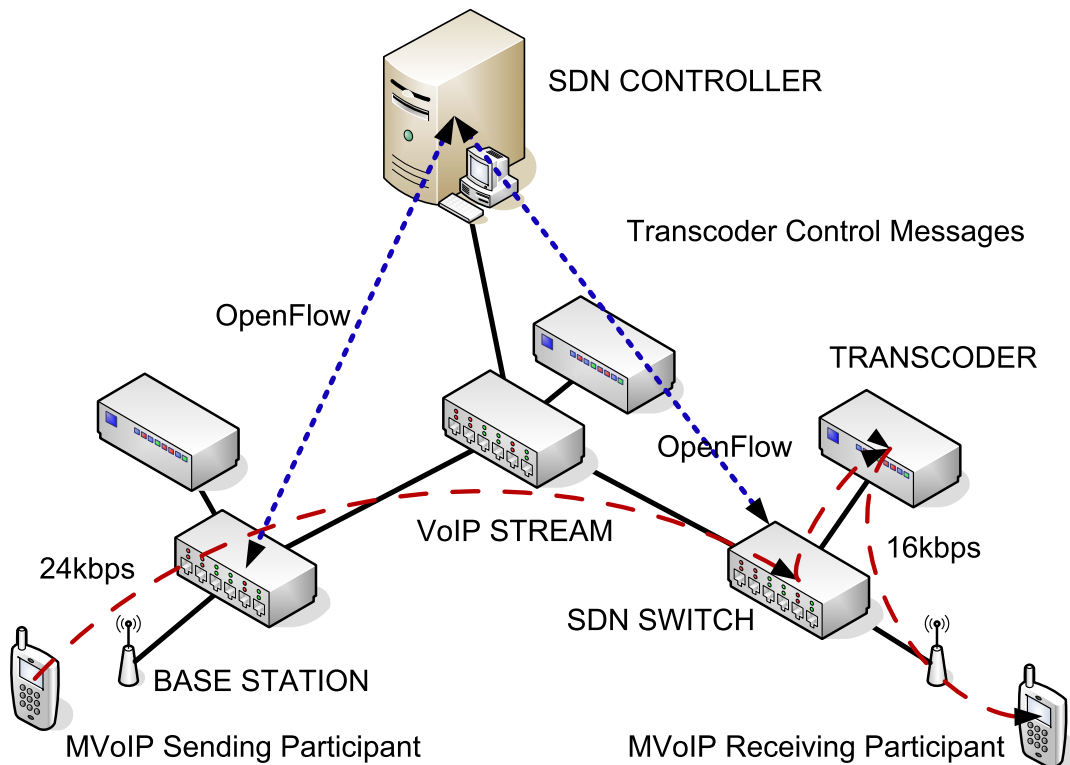 SDN CONTROLLER
Transcoder Control Messages
OpenFlow
TRANSCODER
OpenFlow
VoIP STREAM
24kbps
16kbps
SDN SWITCH
BASE STATION
MVoIP Sending Participant
MVoIP Receiving Participant